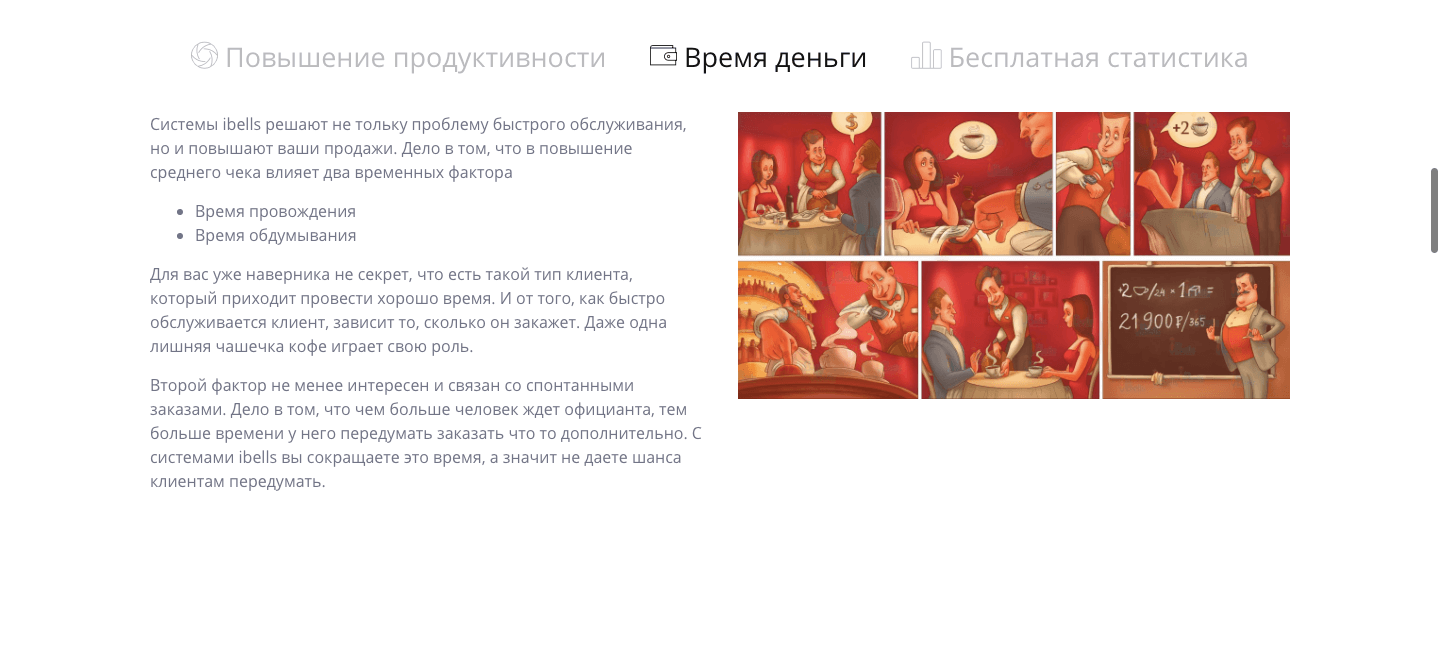 Повышение продуктивности
Время деньги
Бесплатная статистика
Системы ibells решают не тольку проблему быстрого обслуживания,
но и повышают ваши продажи. Дело в том, что в повышение
среднего чека влияет два временных фактора
Время провождения
Время обдумывания
Для вас уже наверника не секрет, что есть такой тип клиента,
который приходит провести хорошо время. И от того, как быстро
обслуживается клиент, зависит то, сколько он закажет. Даже одна
лишняя чашечка кофе играет свою роль.
Второй фактор не менее интересен и связан со спонтанными
заказами. Дело в том, что чем больше человек ждет официанта, тем
больше времени у него передумать заказать что то дополнительно. С
системами ibells вы сокращаете это время, а значит не даете шанса
клиентам передумать.
$
+2
+2 /24 × 1 =
21900₽/365